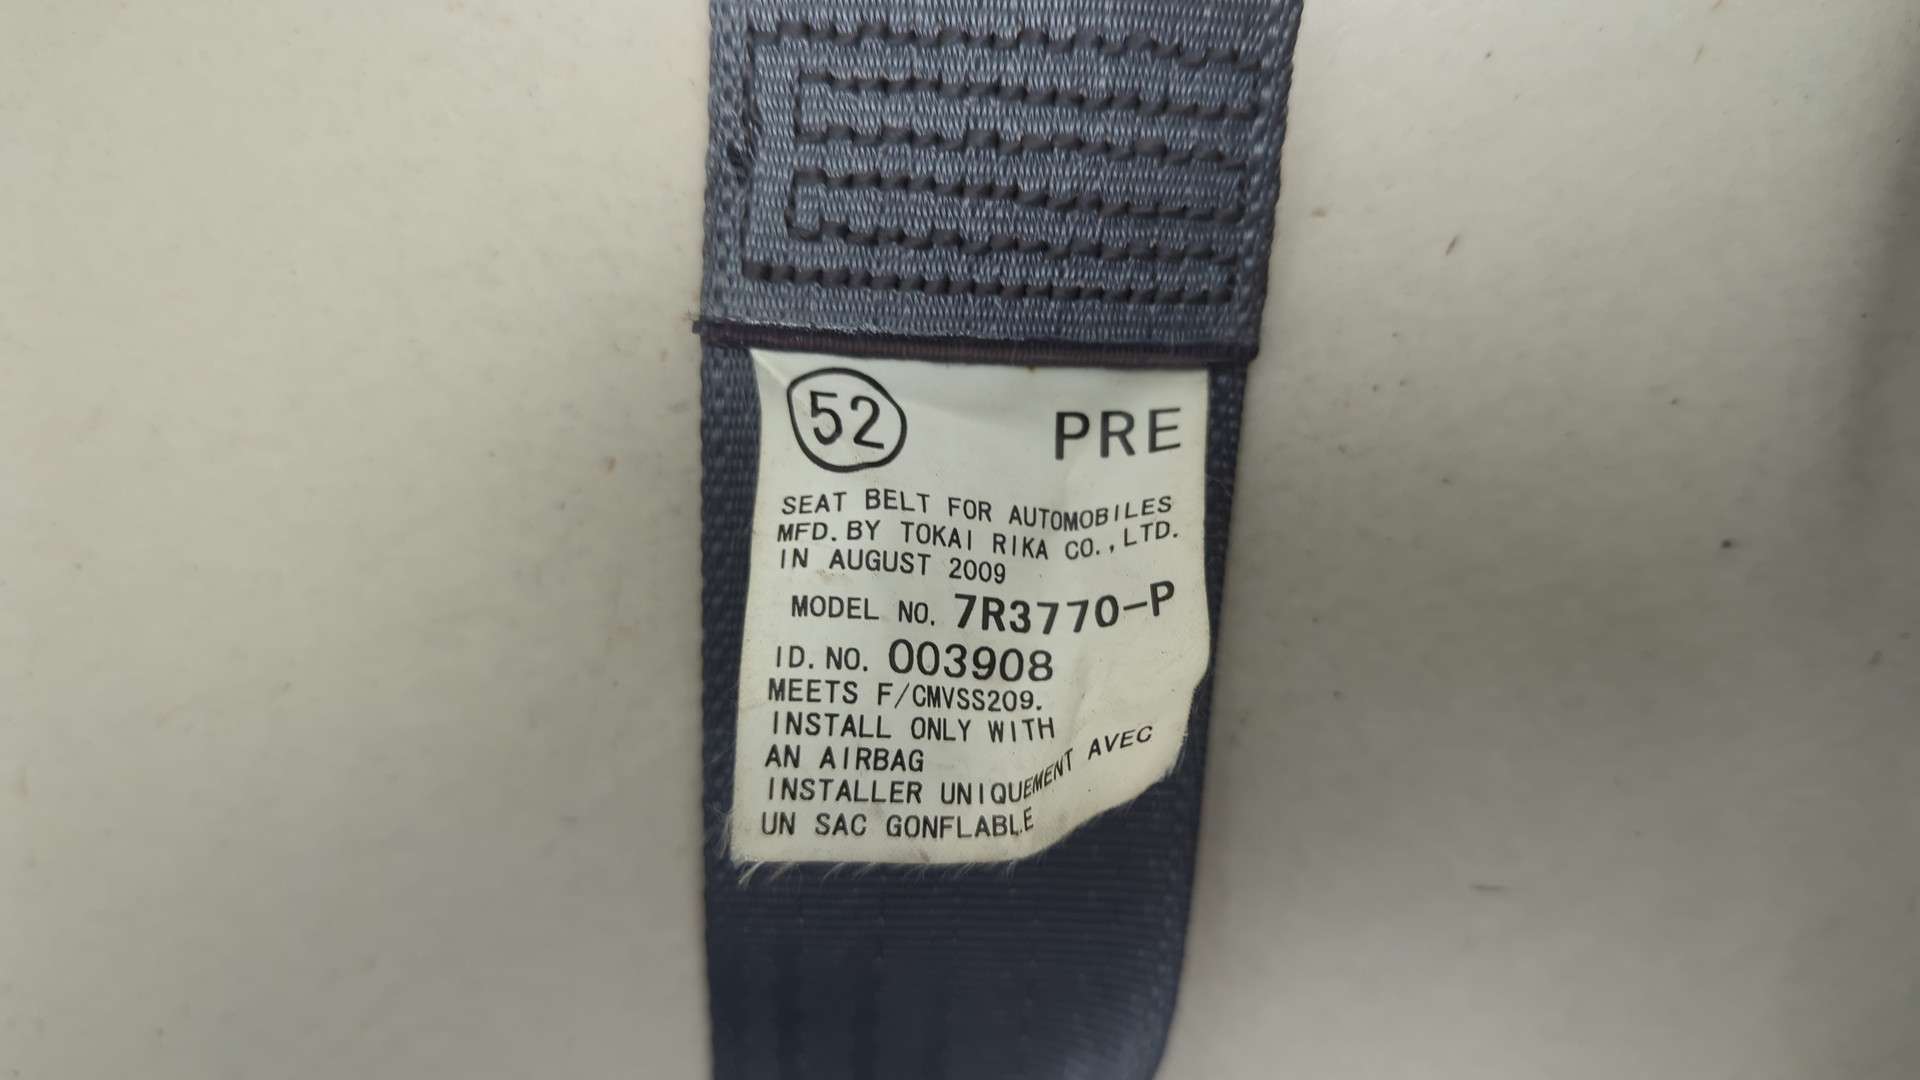 52 PRE
SEAT BELT FOR AUTOMOBILES
MFD. BY TOKAI RIKA CO., LTD.
IN AUGUST 2009
MODEL NO. 7R3770-P
ID. NO. 003908
MEETS F/CMVSS209.
INSTALL ONLY WITH
AN AIRBAG
INSTALLER UNIQUEMENT AVEC
UN SAC GONFLABLE